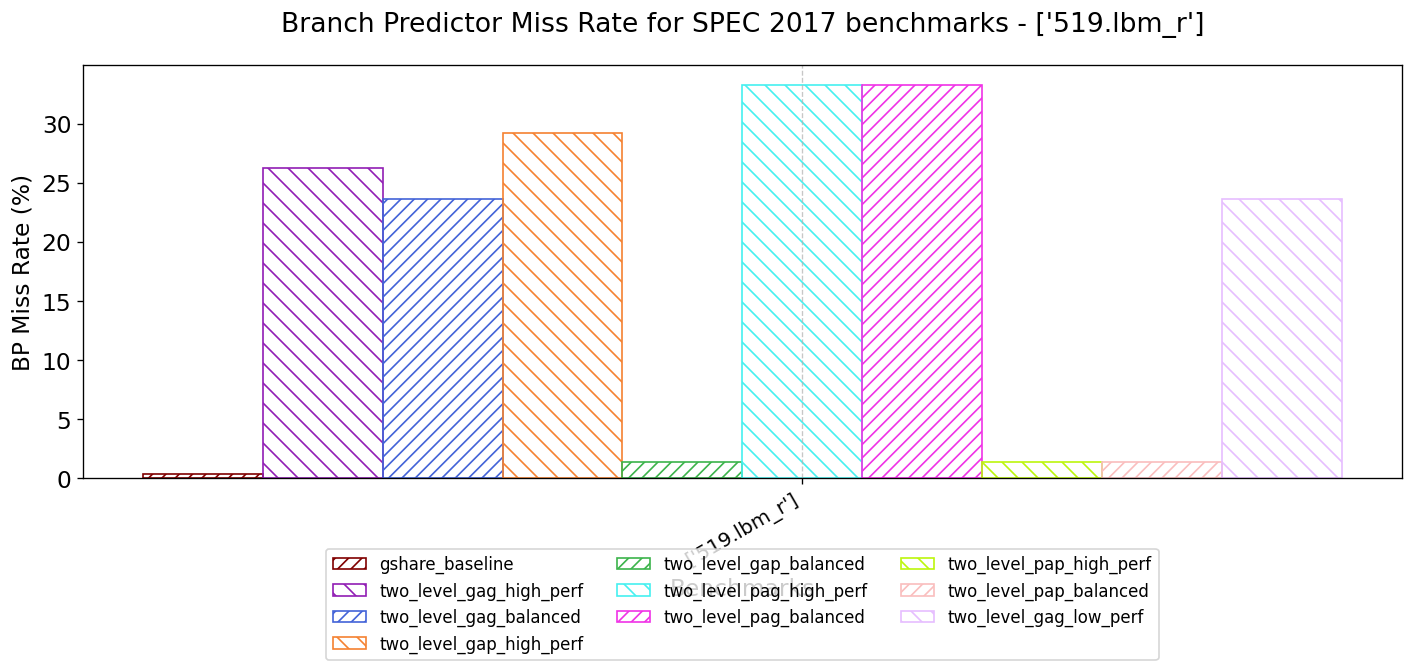 Branch Predictor Miss Rate for SPEC 2017 benchmarks - ['519.lbm_r']
BP Miss Rate (%)
30
25
20
15
10
5
0
['519.lbm_r']
Benchmarks
gshare_baseline
two_level_gag_high_perf
two_level_gag_balanced
two_level_gap_high_perf
two_level_gap_balanced
two_level_pag_high_perf
two_level_pag_balanced
two_level_pap_high_perf
two_level_pap_balanced
two_level_gag_low_perf